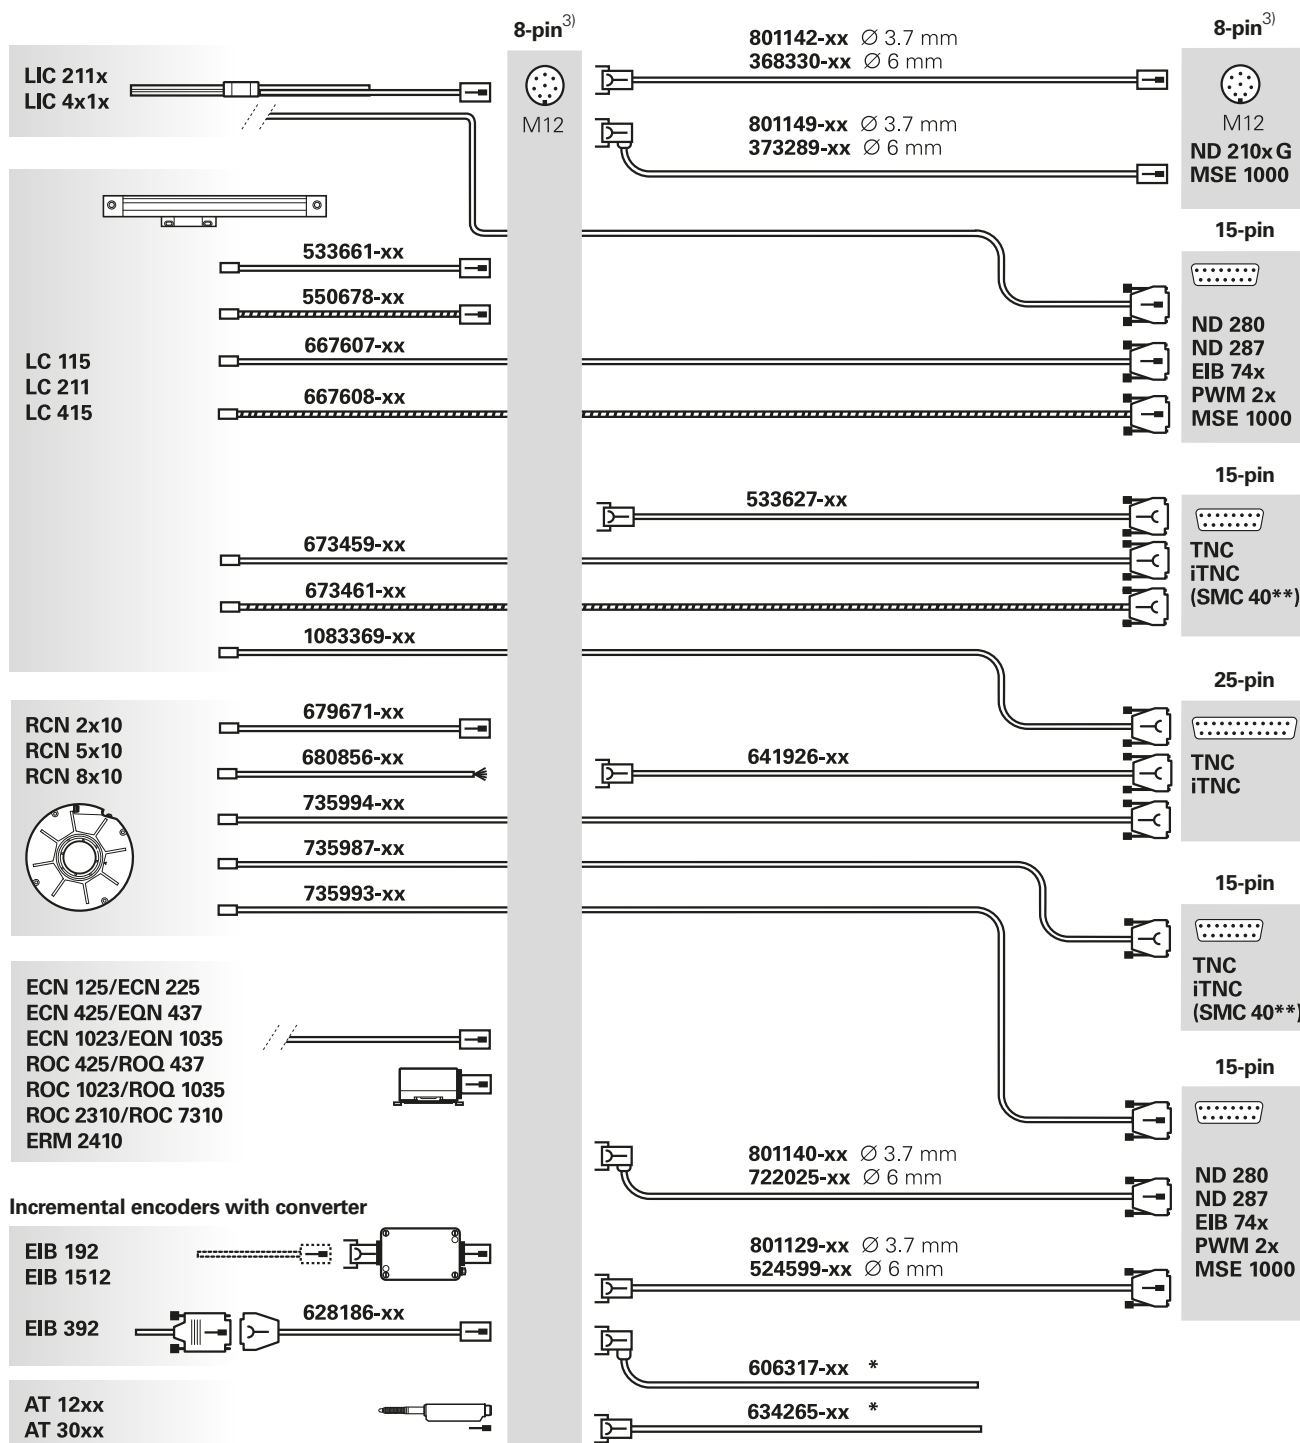 8-pin3)
8-pin3)
LIC 211x
LIC 4x1x
M12
801142-xx Ø 3.7 mm
368330-xx Ø 6 mm
801149-xx Ø 3.7 mm
373289-xx Ø 6 mm
M12
ND 210x G
MSE 1000
LC 115
LC 211
LC 415
533661-xx
550678-xx
667607-xx
667608-xx
15-pin
ND 280
ND 287
EIB 74x
PWM 2x
MSE 1000
533627-xx
673459-xx
673461-xx
1083369-xx
15-pin
TNC
iTNC
(SMC 40**)
RCN 2x10
RCN 5x10
RCN 8x10
679671-xx
680856-xx
735994-xx
735987-xx
735993-xx
641926-xx
25-pin
TNC
iTNC
15-pin
TNC
iTNC
(SMC 40**)
ECN 125/ECN 225
ECN 425/EQN 437
ECN 1023/EQN 1035
ROC 425/ROQ 437
ROC 1023/ROQ 1035
ROC 2310/ROC 7310
ERM 2410
15-pin
ND 280
ND 287
EIB 74x
PWM 2x
MSE 1000
801140-xx Ø 3.7 mm
722025-xx Ø 6 mm
Incremental encoders with converter
EIB 192
EIB 1512
801129-xx Ø 3.7 mm
524599-xx Ø 6 mm
EIB 392
628186-xx
606317-xx *
AT 12xx
AT 30xx
634265-xx *